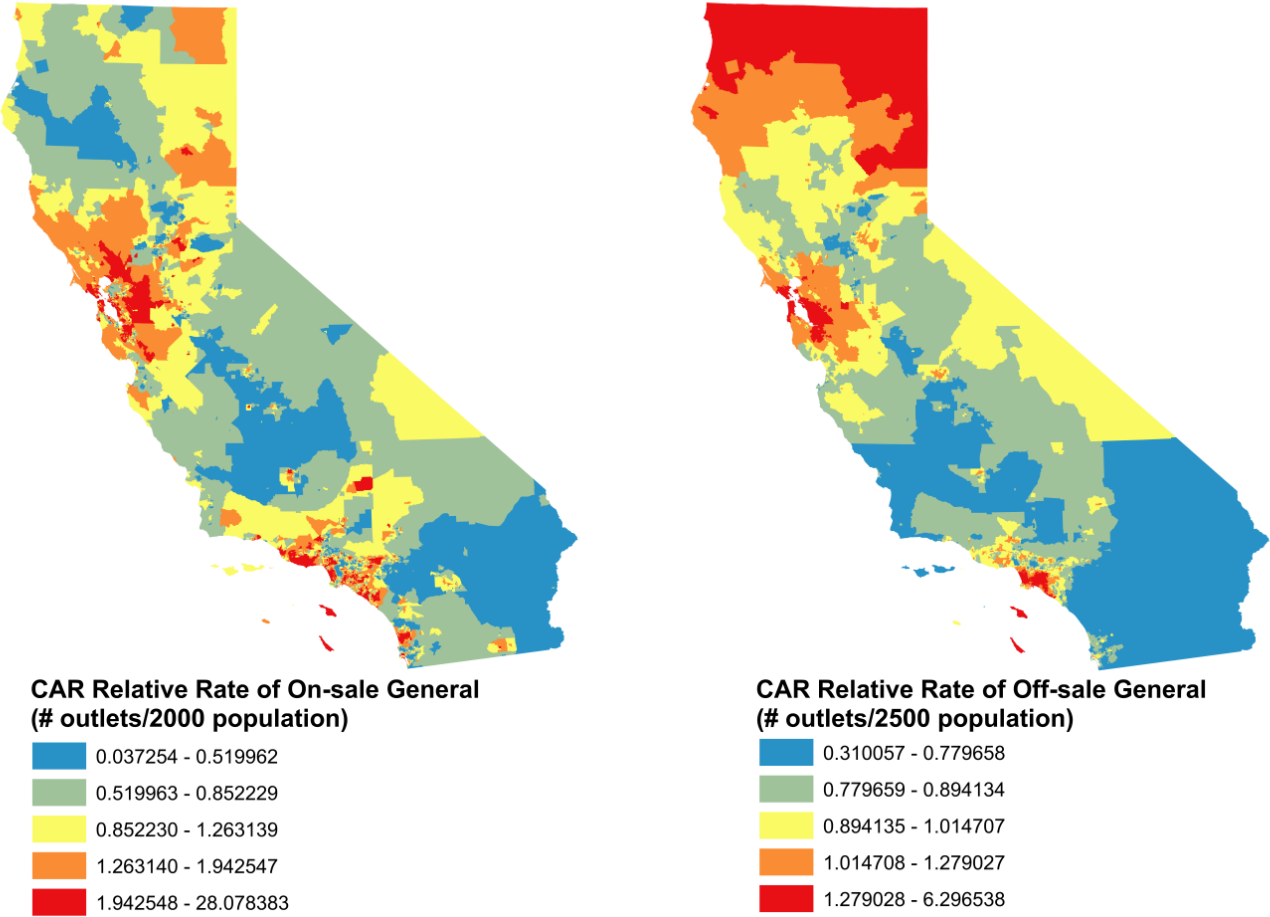 CAR Relative Rate of On-sale General
(# outlets/2000 population)
0.037254 - 0.519962
0.519963 - 0.852229
0.852230 - 1.263139
1.263140 - 1.942547
1.942548 - 28.078383
CAR Relative Rate of Off-sale General
(# outlets/2500 population)
0.310057 - 0.779658
0.779659 - 0.894134
0.894135 - 1.014707
1.014708 - 1.279027
1.279028 - 6.296538